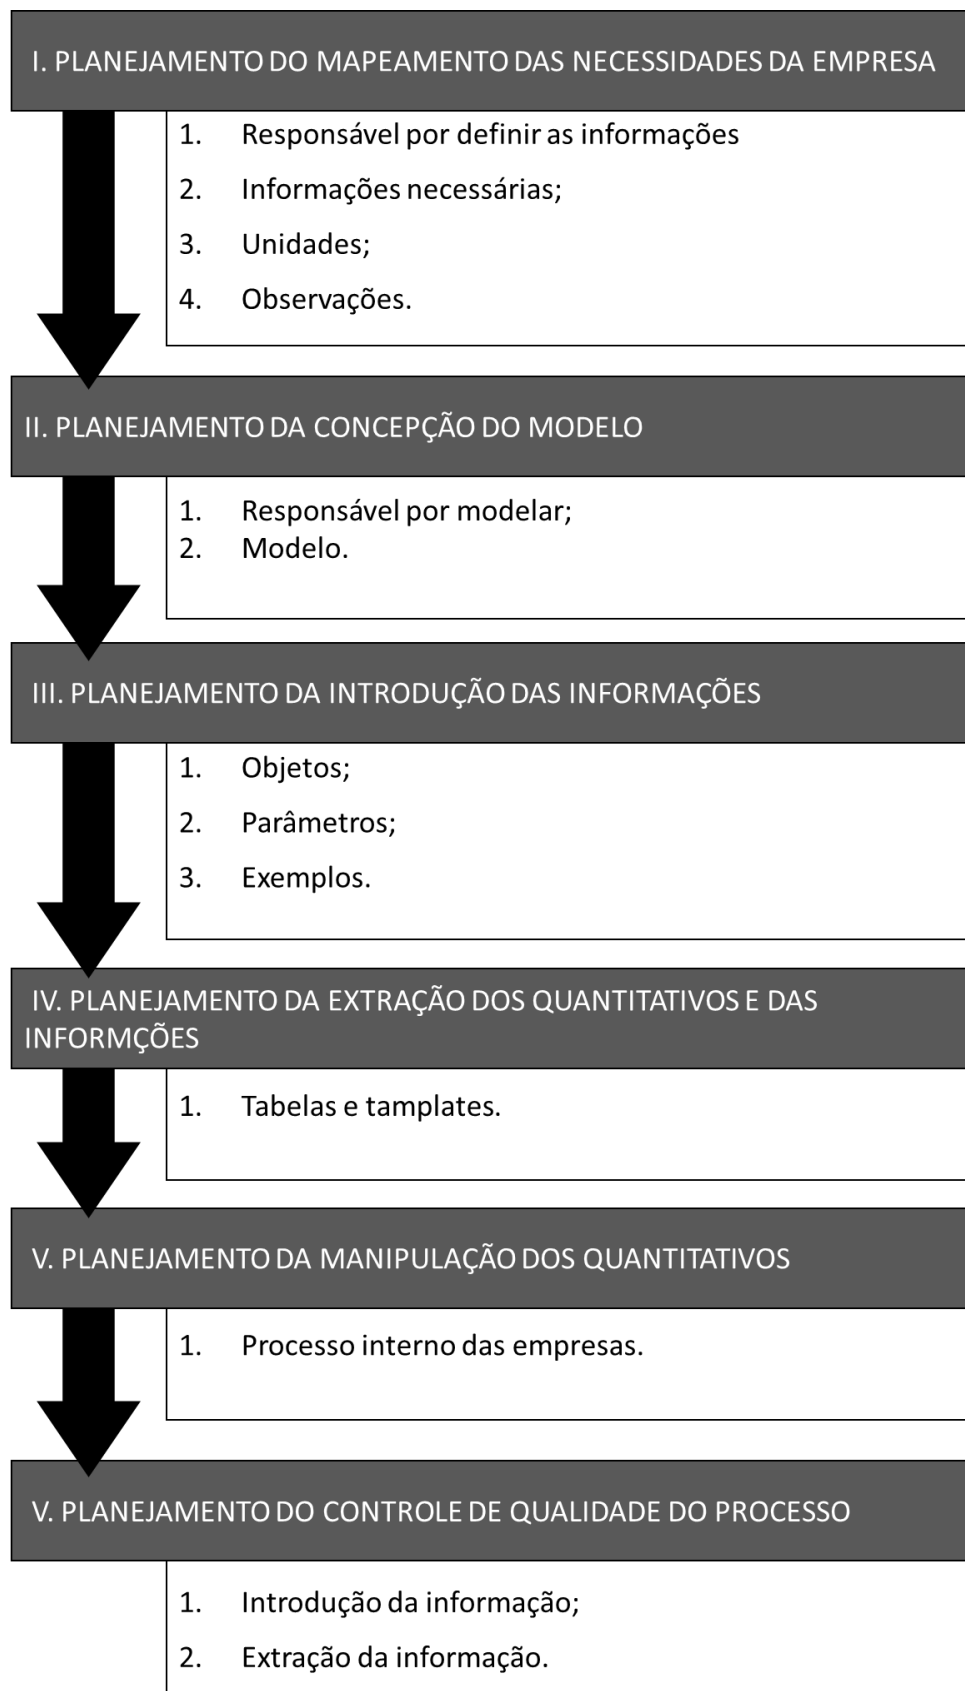 I. PLANEJAMENTO DO MAPEAMENTO DAS NECESSIDADES DA EMPRESA
1. Responsável por definir as informações
2. Informações necessárias;
3. Unidades;
4. Observações.
II. PLANEJAMENTO DA CONCEPÇÃO DO MODELO
1. Responsável por modelar;
2. Modelo.
III. PLANEJAMENTO DA INTRODUÇÃO DAS INFORMAÇÕES
1. Objetos;
2. Parâmetros;
3. Exemplos.
IV. PLANEJAMENTO DA EXTRAÇÃO DOS QUANTITATIVOS E DAS
INFORMÇÕES
1. Tabelas e tamplates.
V. PLANEJAMENTO DA MANIPULAÇÃO DOS QUANTITATIVOS
1. Processo interno das empresas.
V. PLANEJAMENTO DO CONTROLE DE QUALIDADE DO PROCESSO
1. Introdução da informação;
2. Extração da informação.